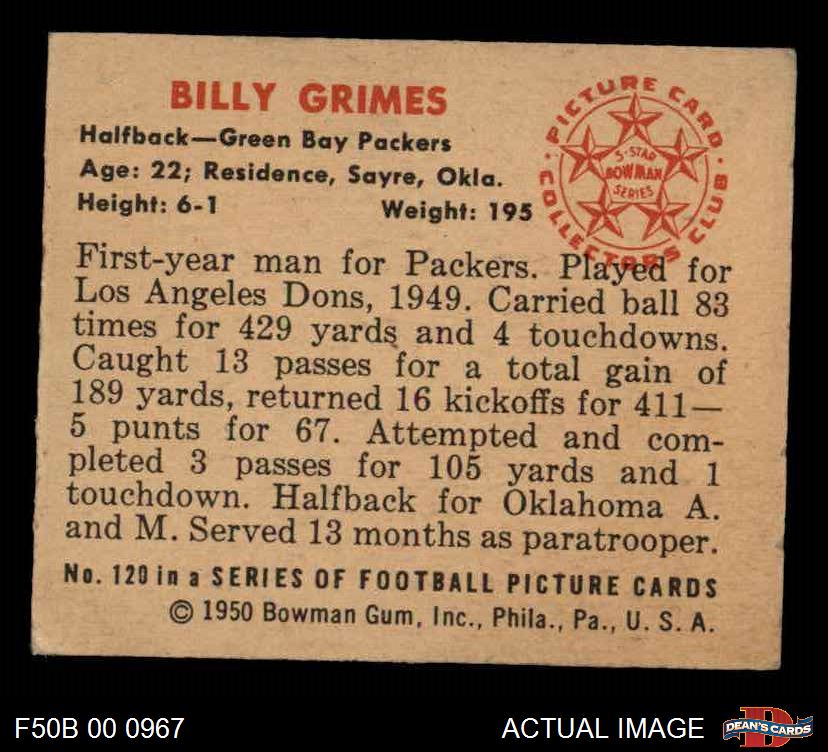 BILLY GRIMES
Halfback—Green Bay Packers
Age: 22; Residence, Sayre, Okla.
Height: 6-1 Weight: 195
PICTURE CARD
COLLECTORS CLUB
5-STAR
BOWMAN
SERIES
First-year man for Packers. Played for
Los Angeles Dons, 1949. Carried ball 83
times for 429 yards and 4 touchdowns.
Caught 13 passes for a total gain of
189 yards, returned 16 kickoffs for 411—
5 punts for 67. Attempted and com-
pleted 3 passes for 105 yards and 1
touchdown. Halfback for Oklahoma A.
and M. Served 13 months as paratrooper.
No. 120 in a SERIES OF FOOTBALL PICTURE CARDS
© 1950 Bowman Gum, Inc., Phila., Pa., U. S. A.
F50B 00 0967
ACTUAL IMAGE
DEAN'S CARDS